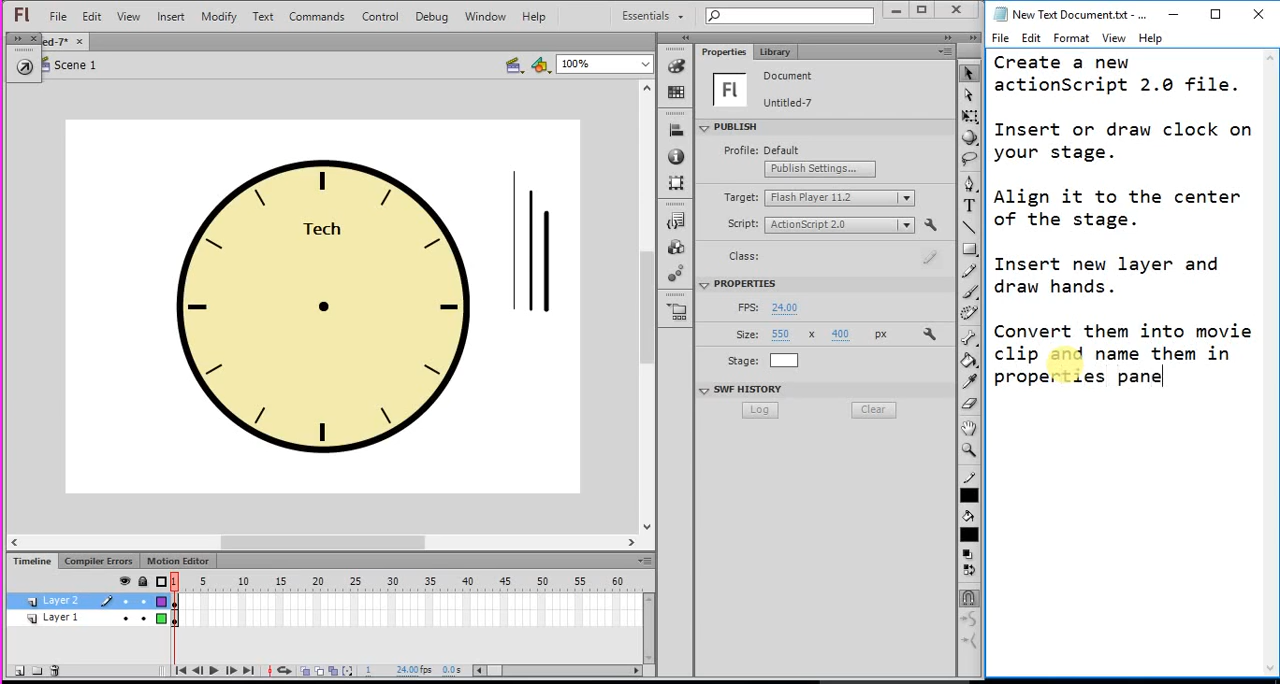 Fl File Edit View Insert Modify Text Commands Control Debug Window Help Essentials
New Text Document.txt - ...
ed-7*
File Edit Format View Help
Scene 1
100%
Properties Library
Document
Untitled-7
PUBLISH
Profile: Default
Publish Settings...
Target: Flash Player 11.2
Script: ActionScript 2.0
Class:
PROPERTIES
FPS: 24.00
Size: 550 x 400 px
Stage:
SWF HISTORY
Log Clear
Tech
Create a new
actionScript 2.0 file.
Insert or draw clock on
your stage.
Align it to the center
of the stage.
Insert new layer and
draw hands.
Convert them into movie
clip and name them in
properties pane
Timeline Compiler Errors Motion Editor
1 5 10 15 20 25 30 35 40 45 50 55 60
Layer 2
Layer 1
1 24.00 fps 0.0 s